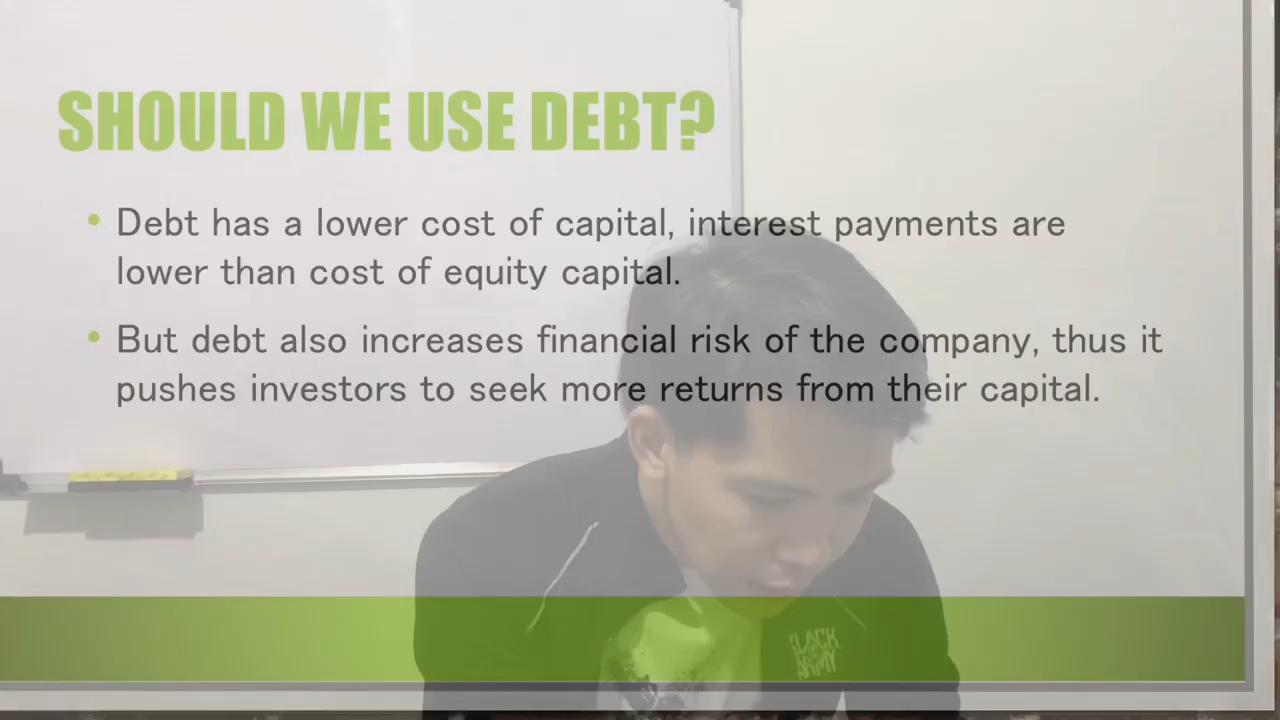 SHOULD WE USE DEBT?
• Debt has a lower cost of capital, interest payments are
lower than cost of equity capital.
• But debt also increases financial risk of the company, thus it
pushes investors to seek more returns from their capital.
BLACK
ARMY